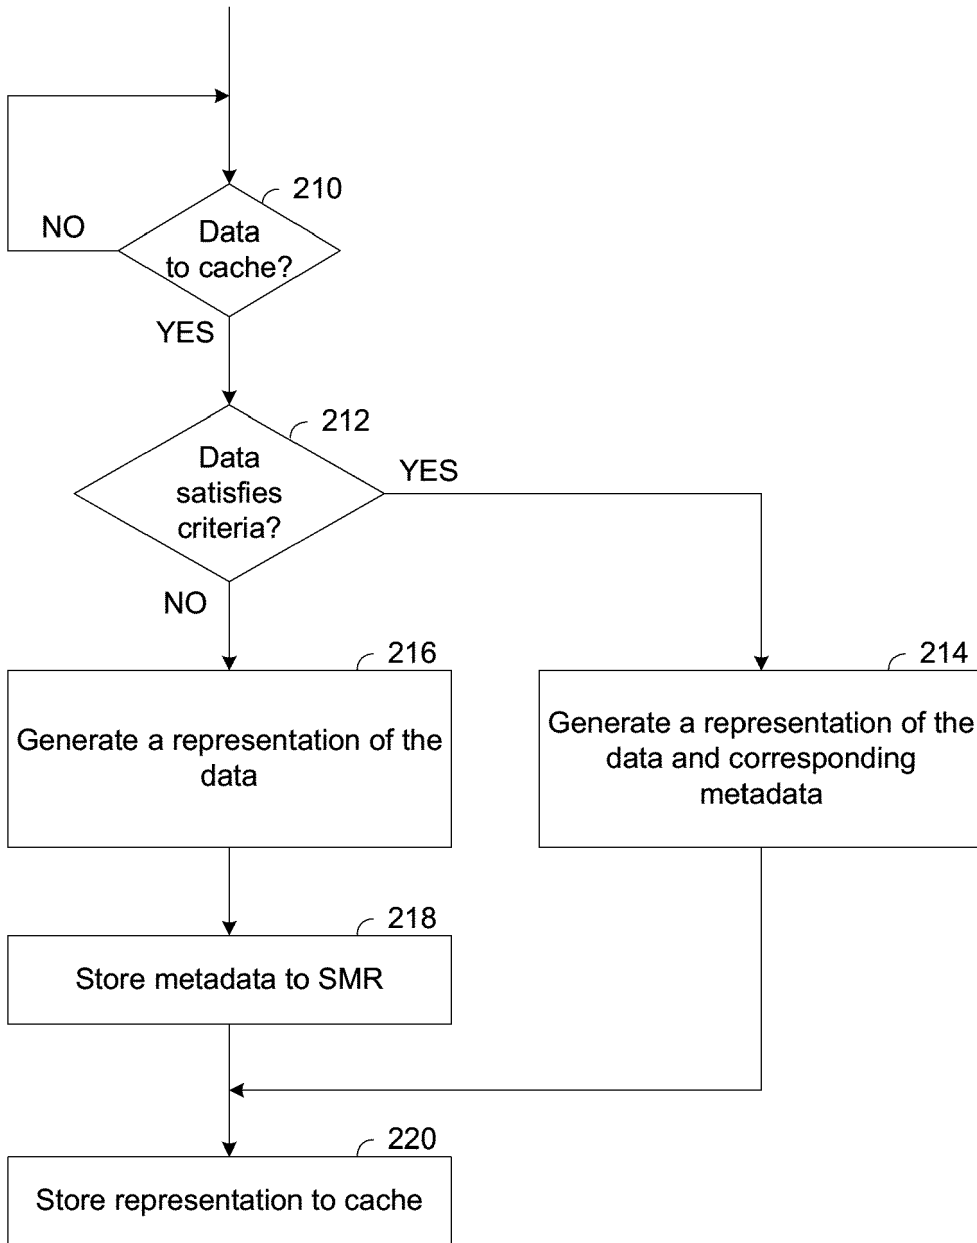 210
Data
to cache?
NO
YES
212
Data
satisfies
criteria?
YES
NO
216
Generate a representation of the
data
214
Generate a representation of the
data and corresponding
metadata
218
Store metadata to SMR
220
Store representation to cache